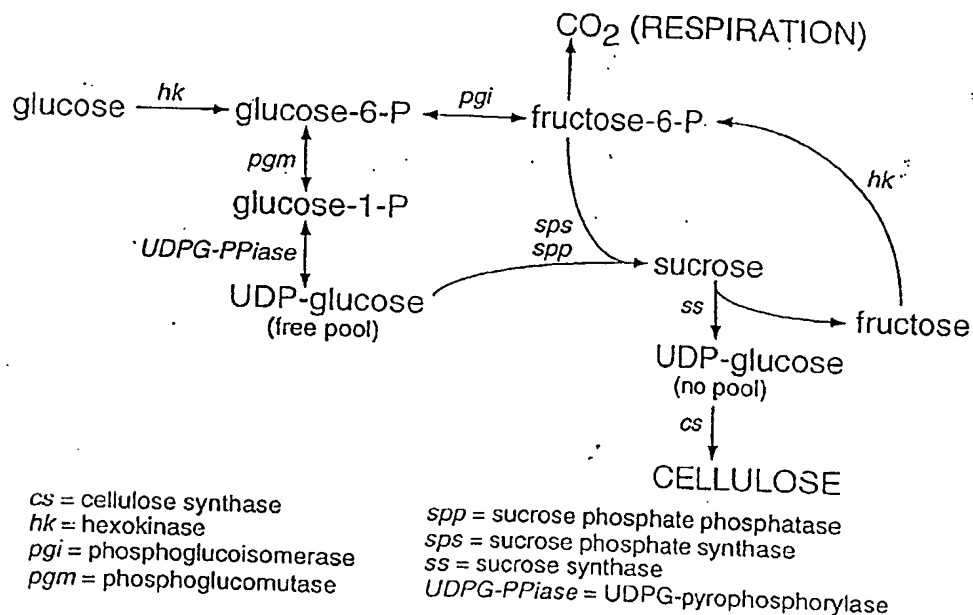 CO2 (RESPIRATION)
glucose hk glucose-6-P pgi fructose-6-P
hk
pgm
glucose-1-P
sps
UDPG-PPiase spp
sucrose
UDP-glucose
(free pool)
ss
fructose
UDP-glucose
(no pool)
cs
CELLULOSE
cs = cellulose synthase
hk = hexokinase
pgi = phosphoglucoisomerase
pgm = phosphoglucomutase
spp = sucrose phosphate phosphatase
sps = sucrose phosphate synthase
ss = sucrose synthase
UDPG-PPiase = UDPG-pyrophosphorylase